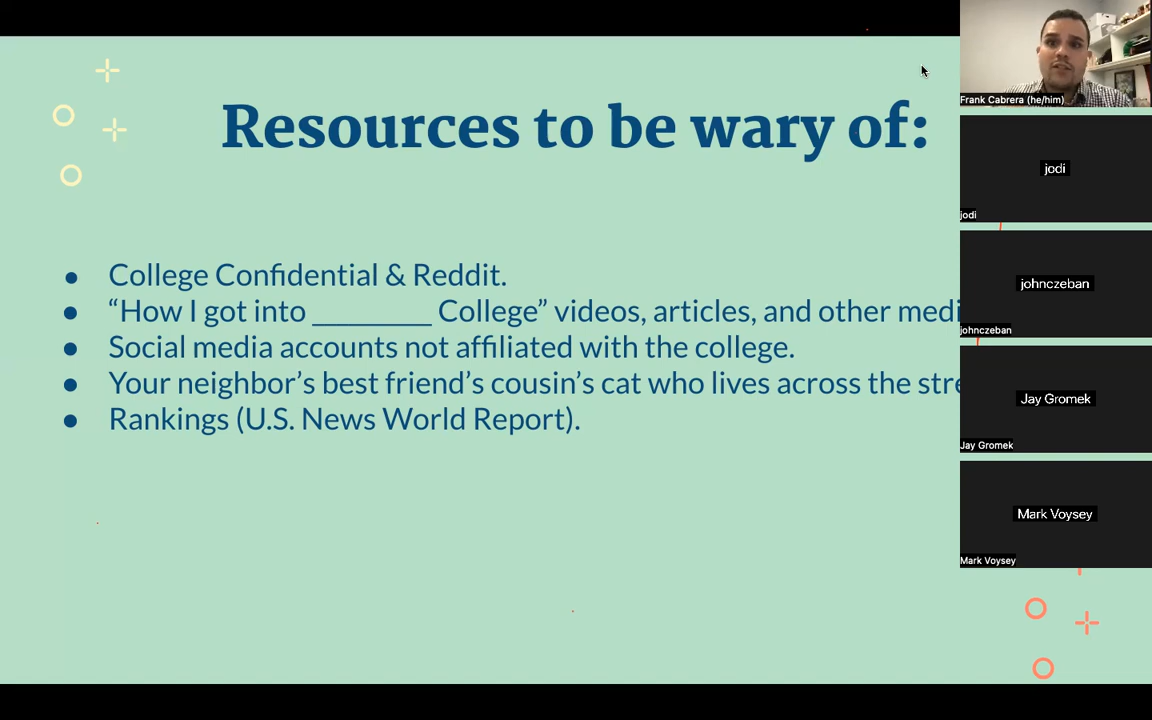 Resources to be wary of:
● College Confidential & Reddit.
● “How I got into ________ College” videos, articles, and other medi
● Social media accounts not affiliated with the college.
● Your neighbor’s best friend’s cousin’s cat who lives across the stre
● Rankings (U.S. News World Report).
Frank Cabrera (he/him)
jodi
jodi
johnczeban
johnczeban
Jay Gromek
Jay Gromek
Mark Voysey
Mark Voysey